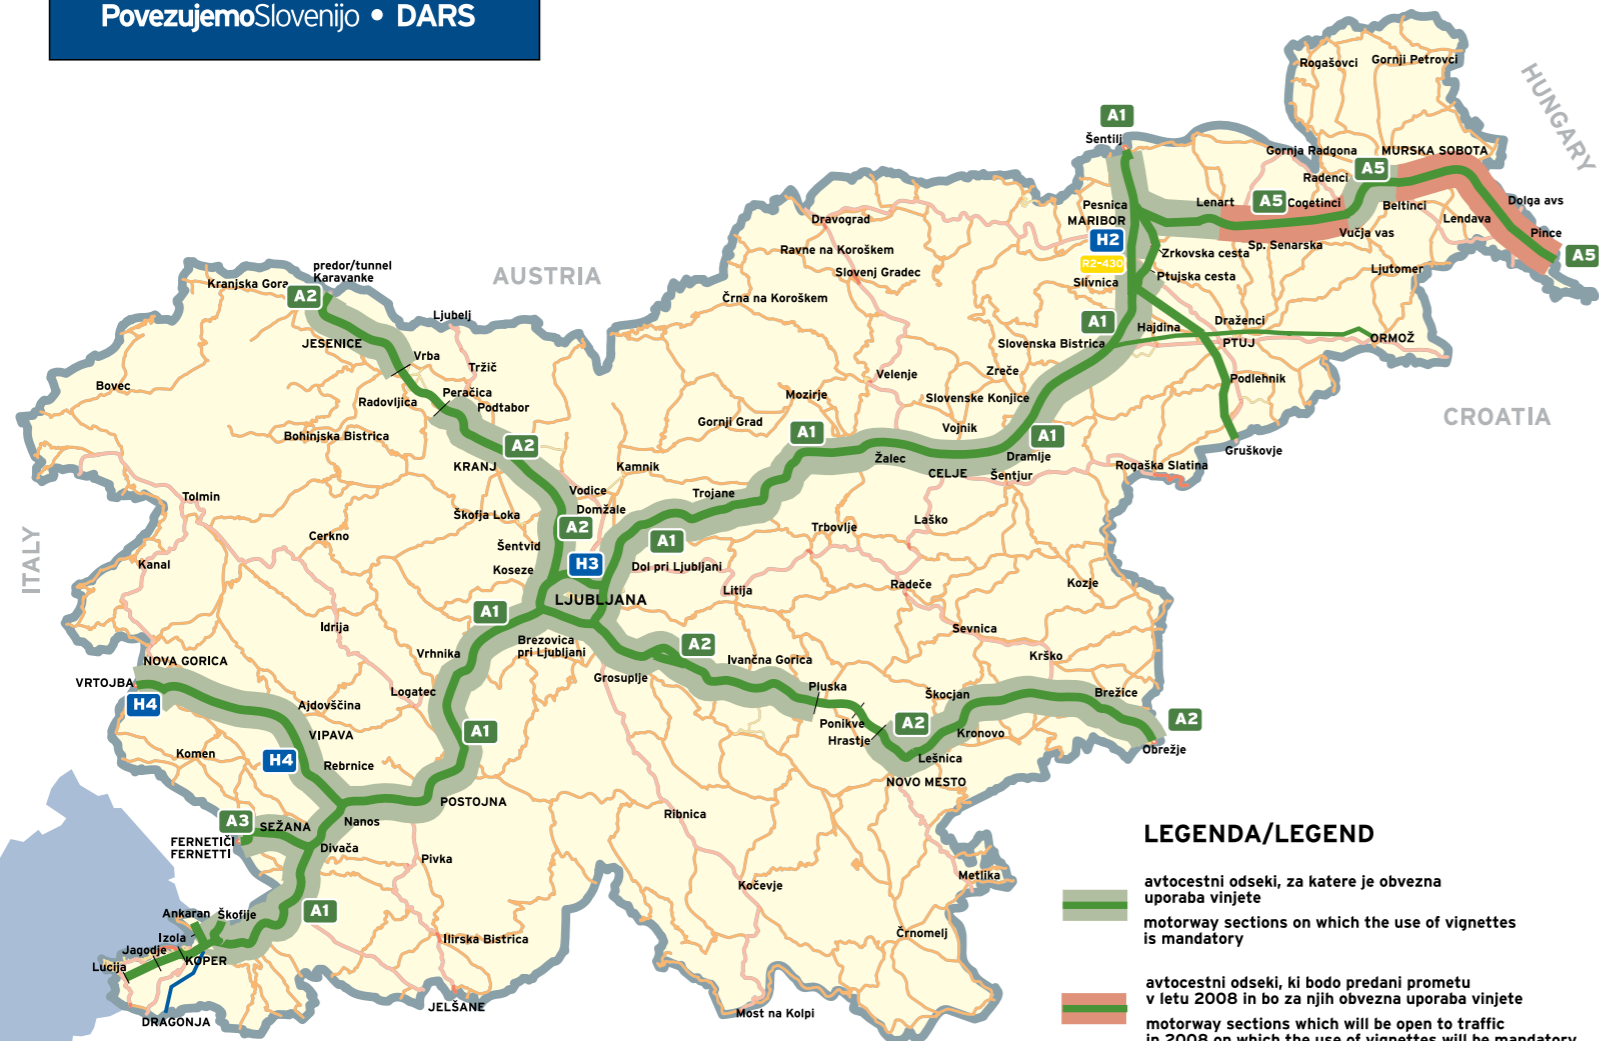 PovezujemoSlovenijo • DARS
Rogašovci
Gornji Petrovci
HUNGARY
A1
Šentilj
Gornja Radgona
MURSKA SOBOTA
A5
Radenci
Dolga avs
Lenart
A5
Cogetinci
Beltinci
Pesnica
MARIBOR
Lendava
Dravograd
H2
Vučja vas
Pince
Sp. Senarska
A5
Ravne na Koroškem
Zrkovska cesta
R2-430
predor/tunnel
Karavanke
AUSTRIA
Slovenj Gradec
Ptujska cesta
Ljutomer
Kranjska Gora
A2
Slivnica
Črna na Koroškem
Ljubelj
A1
Draženci
Hajdina
JESENICE
Slovenska Bistrica
PTUJ
ORMOŽ
Vrba
Tržič
Velenje
Zreče
Podlehnik
Bovec
Peračica
Radovljica
Podtabor
Mozirje
Slovenske Konjice
CROATIA
Gornji Grad
Bohinjska Bistrica
A2
A1
Vojnik
A1
Gruškovje
KRANJ
Kamnik
Žalec
Dramlje
CELJE
Šentjur
Rogaška Slatina
Tolmin
Vodice
Trojane
Domžale
Škofja Loka
A2
Trbovlje
Laško
Cerkno
Šentvid
A1
ITALY
Kanal
Koseze
H3
Dol pri Ljubljani
Litija
Radeče
Kozje
LJUBLJANA
A1
Idrija
Sevnica
Brezovica
pri Ljubljani
Vrhnika
A2
Ivančna Gorica
Krško
NOVA GORICA
Grosuplje
VRTOJBA
Logatec
Pluska
Škocjan
Brežice
H4
Ajdovščina
Ponikve
A2
A2
VIPAVA
A1
Hrastje
Kronovo
Obrežje
Komen
H4
Rebrnice
Lešnica
NOVO MESTO
POSTOJNA
A3
SEŽANA
Nanos
Ribnica
FERNETIČI
FERNETTI
Divača
Pivka
Kočevje
Metlika
Ankaran
Škofije
A1
Izola
Jagodje
KOPER
Ilirska Bistrica
Črnomelj
Lucija
DRAGONJA
JELŠANE
Most na Kolpi
LEGENDA/LEGEND
avtocestni odseki, za katere je obvezna
uporaba vinjete
motorway sections on which the use of vignettes
is mandatory
avtocestni odseki, ki bodo predani prometu
v letu 2008 in bo za njih obvezna uporaba vinjete
motorway sections which will be open to traffic
in 2008 on which the use of vignettes will be mandatory